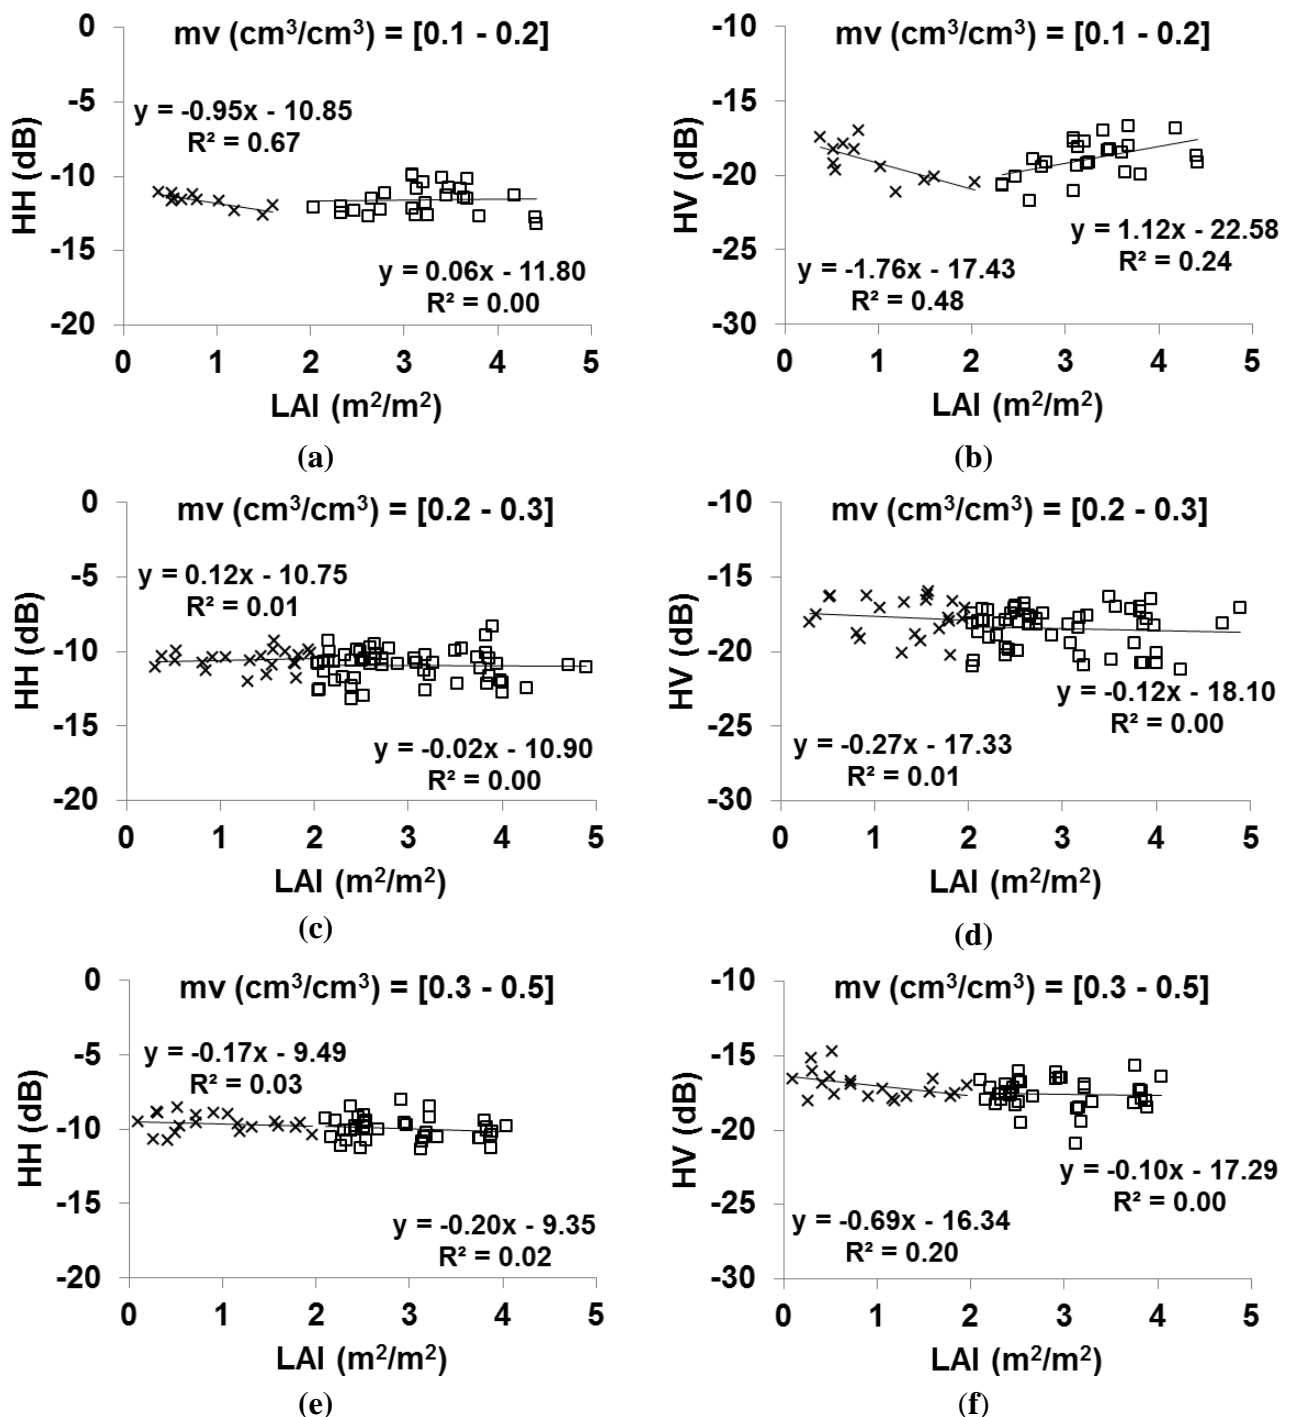 mv (cm³/cm³) = [0.1 - 0.2]
0
-5
-10
-15
-20
HH (dB)
y = -0.95x - 10.85
R² = 0.67
y = 0.06x - 11.80
R² = 0.00
0 1 2 3 4 5
LAI (m²/m²)
(a)
mv (cm³/cm³) = [0.1 - 0.2]
-10
-15
-20
-25
-30
HV (dB)
y = 1.12x - 22.58
R² = 0.24
y = -1.76x - 17.43
R² = 0.48
0 1 2 3 4 5
LAI (m²/m²)
(b)
mv (cm³/cm³) = [0.2 - 0.3]
0
-5
-10
-15
-20
HH (dB)
y = 0.12x - 10.75
R² = 0.01
y = -0.02x - 10.90
R² = 0.00
0 1 2 3 4 5
LAI (m²/m²)
(c)
mv (cm³/cm³) = [0.2 - 0.3]
-10
-15
-20
-25
-30
HV (dB)
y = -0.12x - 18.10
R² = 0.00
y = -0.27x - 17.33
R² = 0.01
0 1 2 3 4 5
LAI (m²/m²)
(d)
mv (cm³/cm³) = [0.3 - 0.5]
0
-5
-10
-15
-20
HH (dB)
y = -0.17x - 9.49
R² = 0.03
y = -0.20x - 9.35
R² = 0.02
0 1 2 3 4 5
LAI (m²/m²)
(e)
mv (cm³/cm³) = [0.3 - 0.5]
-10
-15
-20
-25
-30
HV (dB)
y = -0.10x - 17.29
R² = 0.00
y = -0.69x - 16.34
R² = 0.20
0 1 2 3 4 5
LAI (m²/m²)
(f)